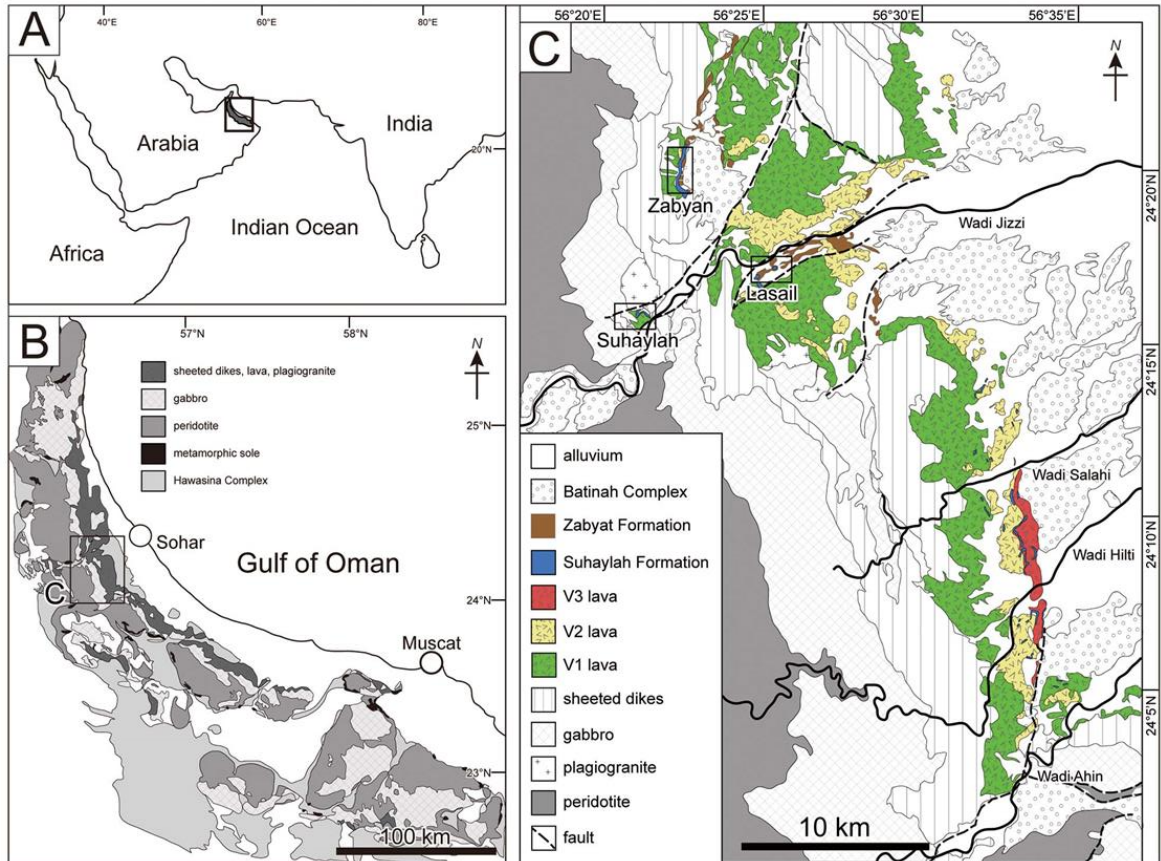 A
40°E
60°E
80°E
India
20°N
Arabia
Indian Ocean
Africa
B
57°N
58°N
N
sheeted dikes, lava, plagiogranite
gabbro
peridotite
metamorphic sole
Hawasina Complex
25°N
Sohar
Gulf of Oman
C
24°N
Muscat
23°N
100 km
C
56°20'E
56°25'E
56°30'E
56°35'E
N
24°20'N
Zabyan
Wadi Jizzi
Lasail
Suhaylah
24°15'N
Wadi Salahi
24°10'N
Wadi Hilti
24°5'N
Wadi Ahin
alluvium
Batinah Complex
Zabyat Formation
Suhaylah Formation
V3 lava
V2 lava
V1 lava
sheeted dikes
gabbro
plagiogranite
peridotite
fault
10 km